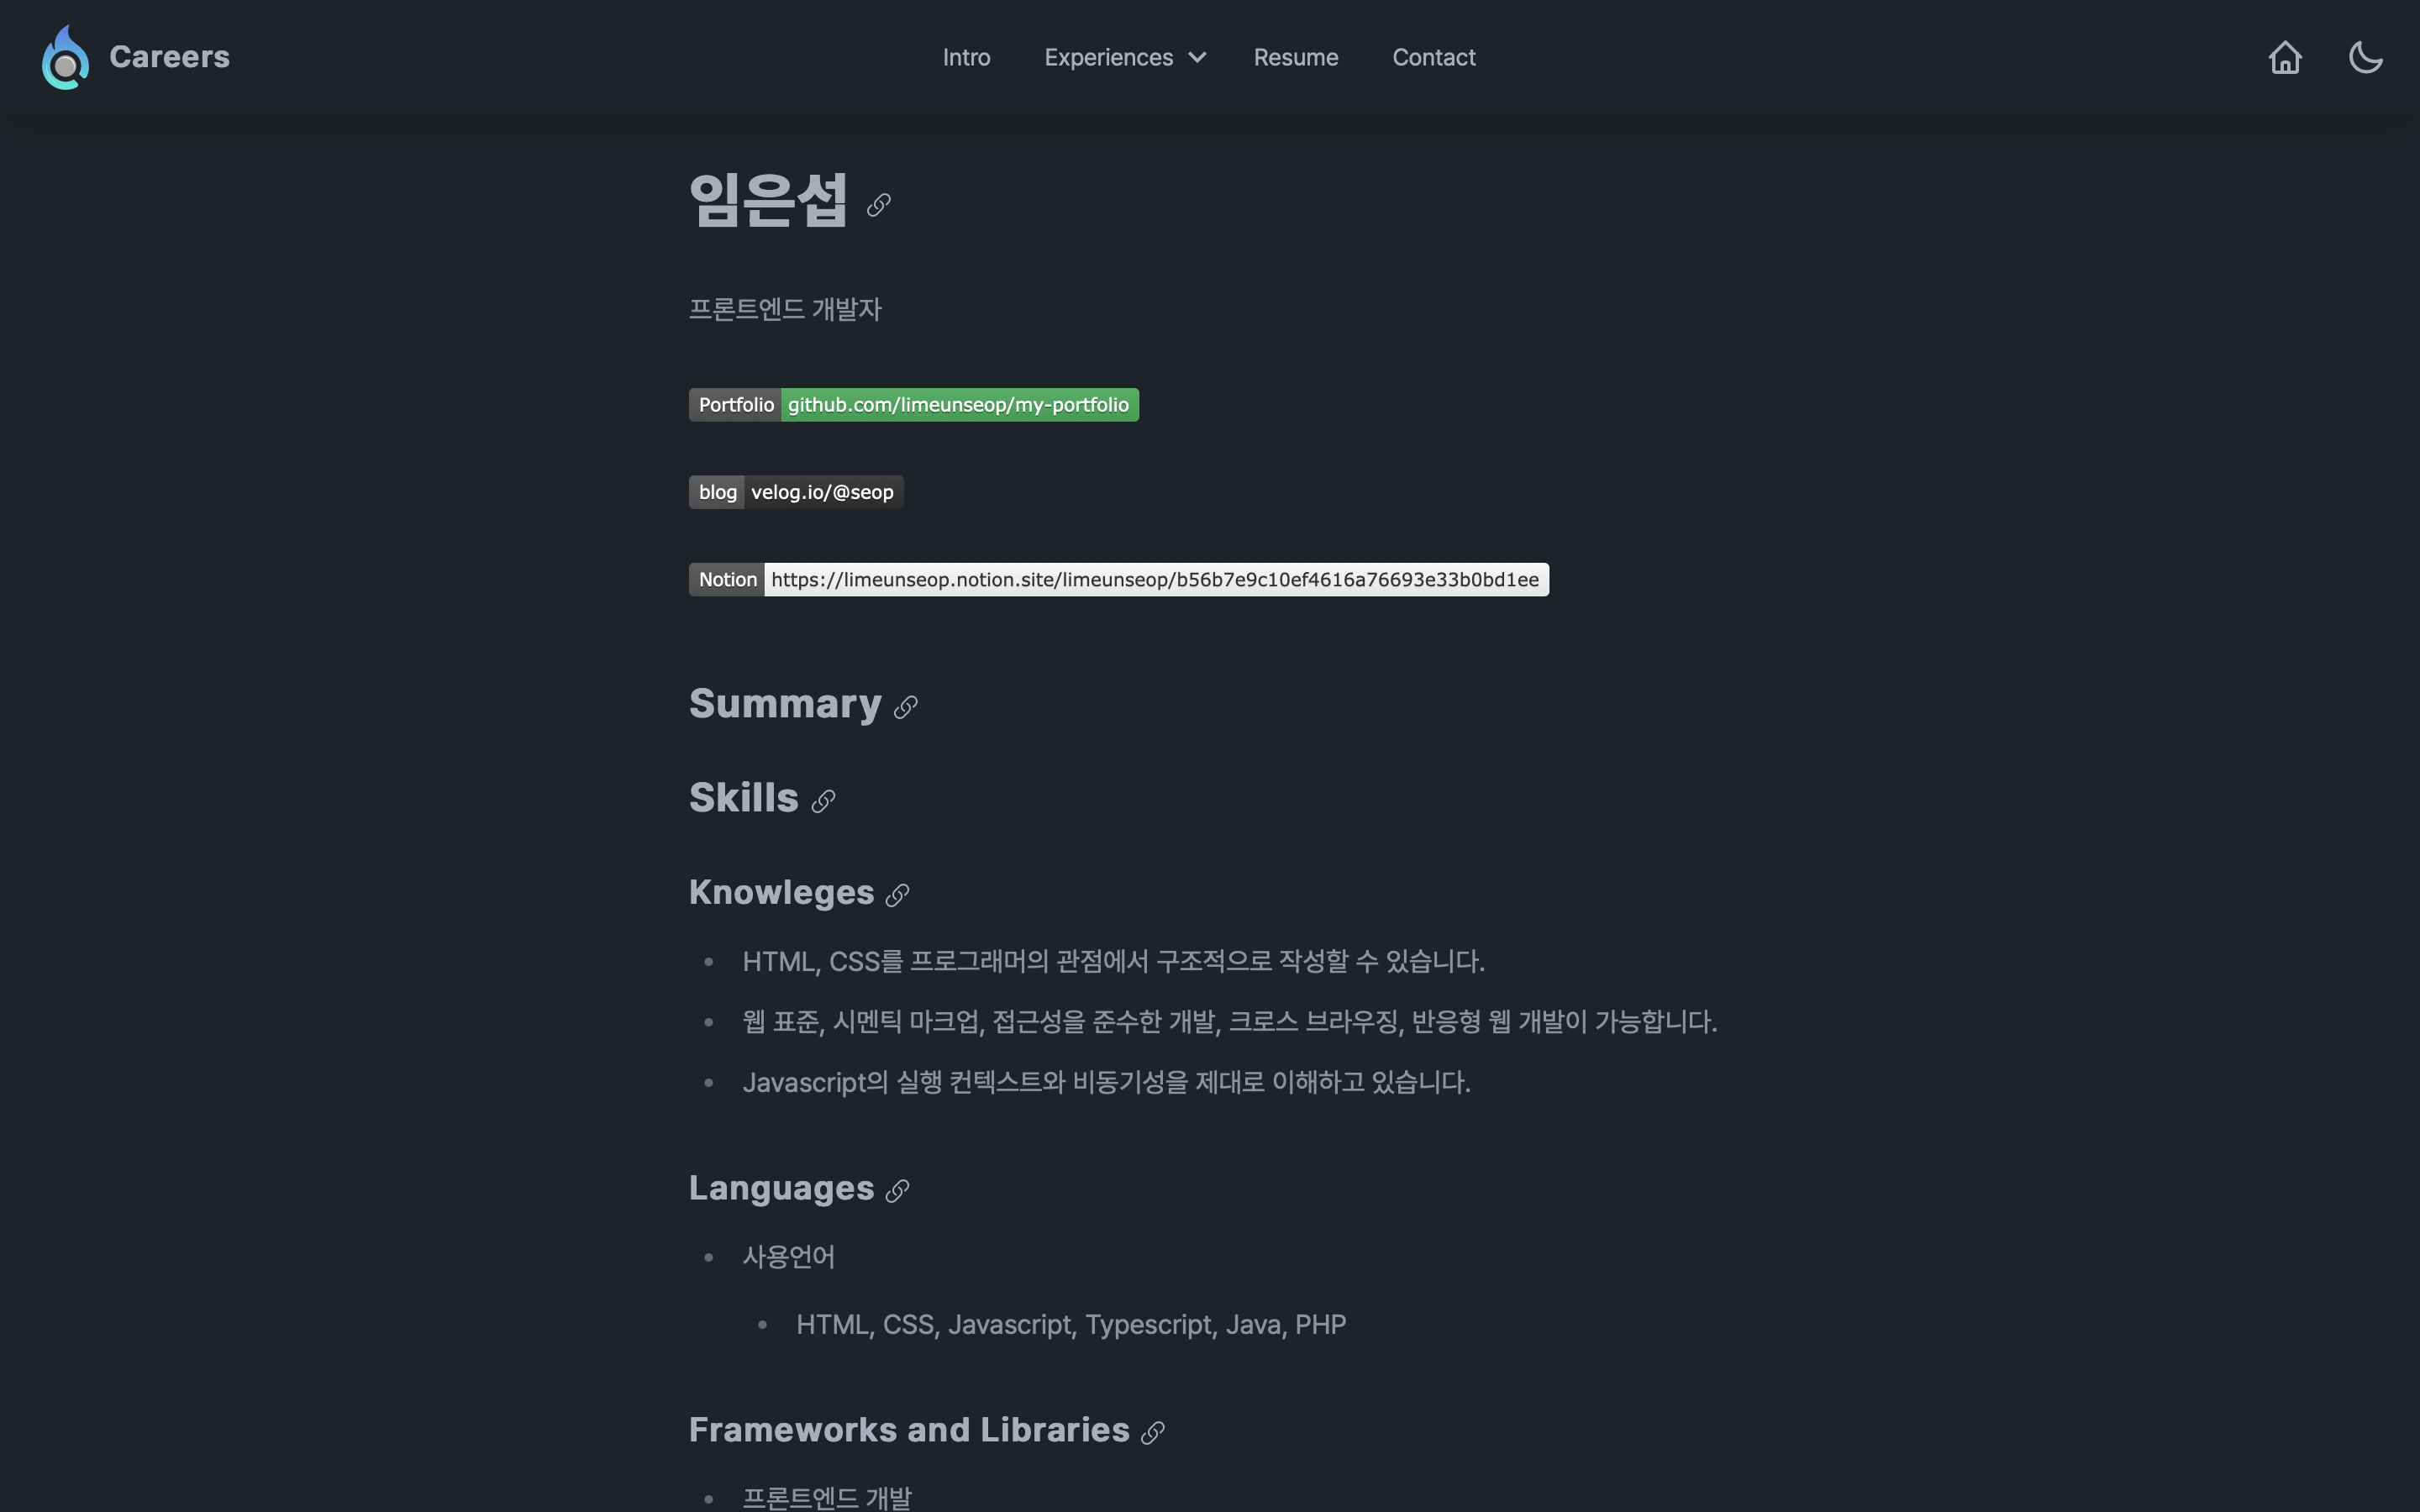 Careers
Intro
Experiences
Resume
Contact
임은섭
프론트엔드 개발자
Portfolio github.com/limeunseop/my-portfolio
blog velog.io/@seop
Notion https://limeunseop.notion.site/limeunseop/b56b7e9c10ef4616a76693e33b0bd1ee
Summary
Skills
Knowleges
HTML, CSS를 프로그래머의 관점에서 구조적으로 작성할 수 있습니다.
웹 표준, 시멘틱 마크업, 접근성을 준수한 개발, 크로스 브라우징, 반응형 웹 개발이 가능합니다.
Javascript의 실행 컨텍스트와 비동기성을 제대로 이해하고 있습니다.
Languages
사용언어
HTML, CSS, Javascript, Typescript, Java, PHP
Frameworks and Libraries
프론트엔드 개발